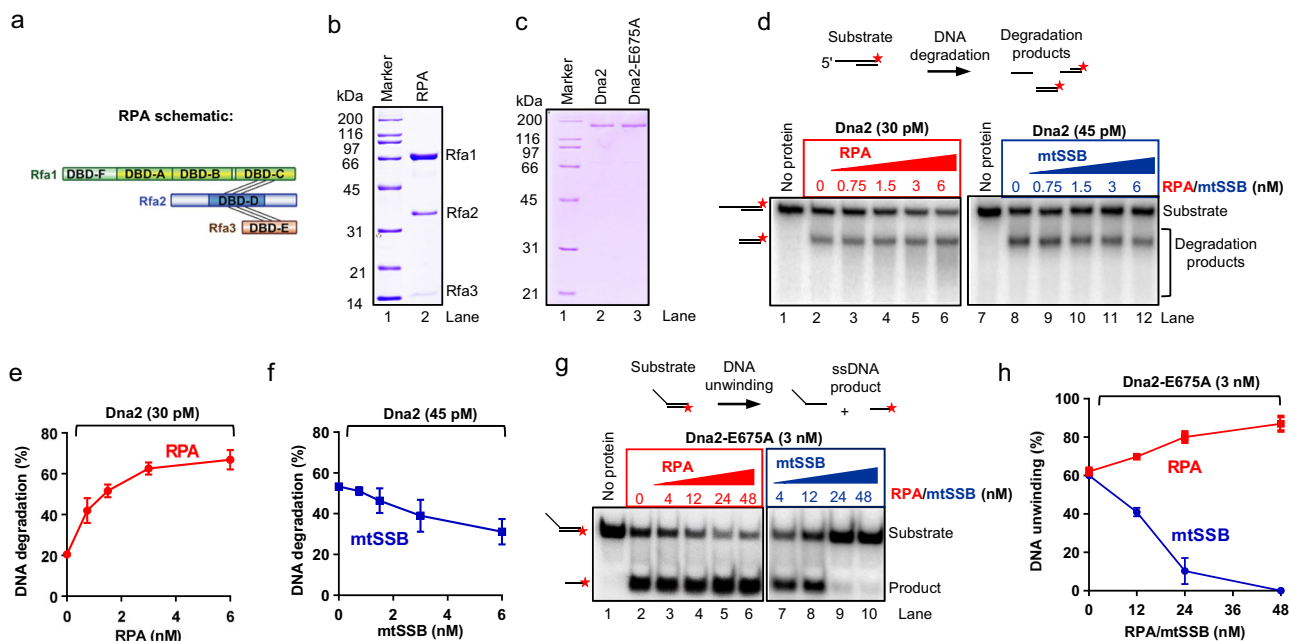 a
RPA schematic:
Rfa1 DBD-F DBD-A DBD-B DBD-C
Rfa2 DBD-D
Rfa3 DBD-E
b
kDa Marker RPA
200
116
97
66 Rfa1
45
Rfa2
31
21
Rfa3
14
1 2 Lane
c
kDa Marker Dna2 Dna2-E675A
200
116
97
66
45
31
21
1 2 3 Lane
d
Substrate DNA degradation Degradation products
5'
No protein Dna2 (30 pM) No protein Dna2 (45 pM)
RPA mtSSB
0 0.75 1.5 3 6 0 0.75 1.5 3 6 RPA/mtSSB (nM)
Substrate
Degradation products
1 2 3 4 5 6 7 8 9 10 11 12 Lane
e
Dna2 (30 pM)
RPA
DNA degradation (%)
80
60
40
20
0
0 2 4 6
RPA (nM)
f
Dna2 (45 pM)
mtSSB
DNA degradation (%)
80
60
40
20
0
0 2 4 6
mtSSB (nM)
g
Substrate DNA unwinding ssDNA product
+
Dna2-E675A (3 nM)
No protein RPA mtSSB
0 4 12 24 48 4 12 24 48 RPA/mtSSB (nM)
Substrate
Product
1 2 3 4 5 6 7 8 9 10 Lane
h
Dna2-E675A (3 nM)
RPA
mtSSB
DNA unwinding (%)
100
80
60
40
20
0
0 12 24 36 48
RPA/mtSSB (nM)